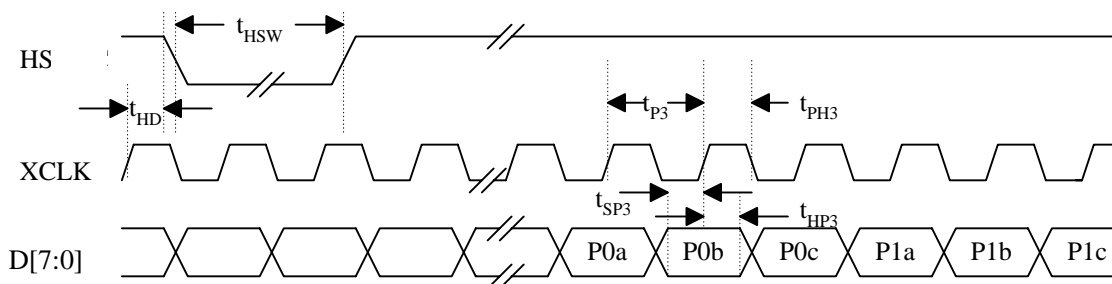 HS
tHSW
tHD
tP3
tPH3
XCLK
tSP3
tHP3
D[7:0]
P0a
P0b
P0c
P1a
P1b
P1c